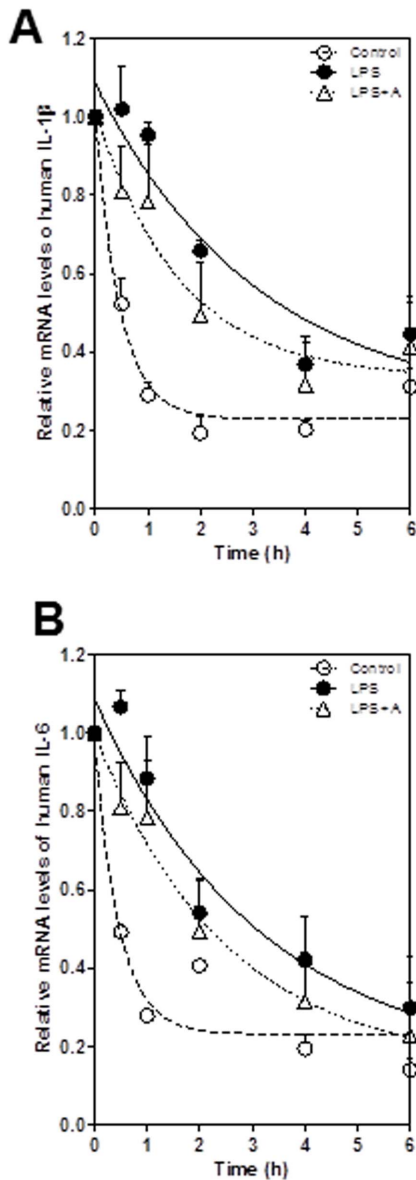 A
1.2
1.0
0.8
0.6
0.4
0.2
0.0
Relative mRNA levels o human IL-1β
Control
LPS
LPS+A
0 1 2 3 4 5 6
Time (h)
B
1.2
1.0
0.8
0.6
0.4
0.2
0.0
Relative mRNA levels of human IL-6
Control
LPS
LPS+A
0 1 2 3 4 5 6
Time (h)